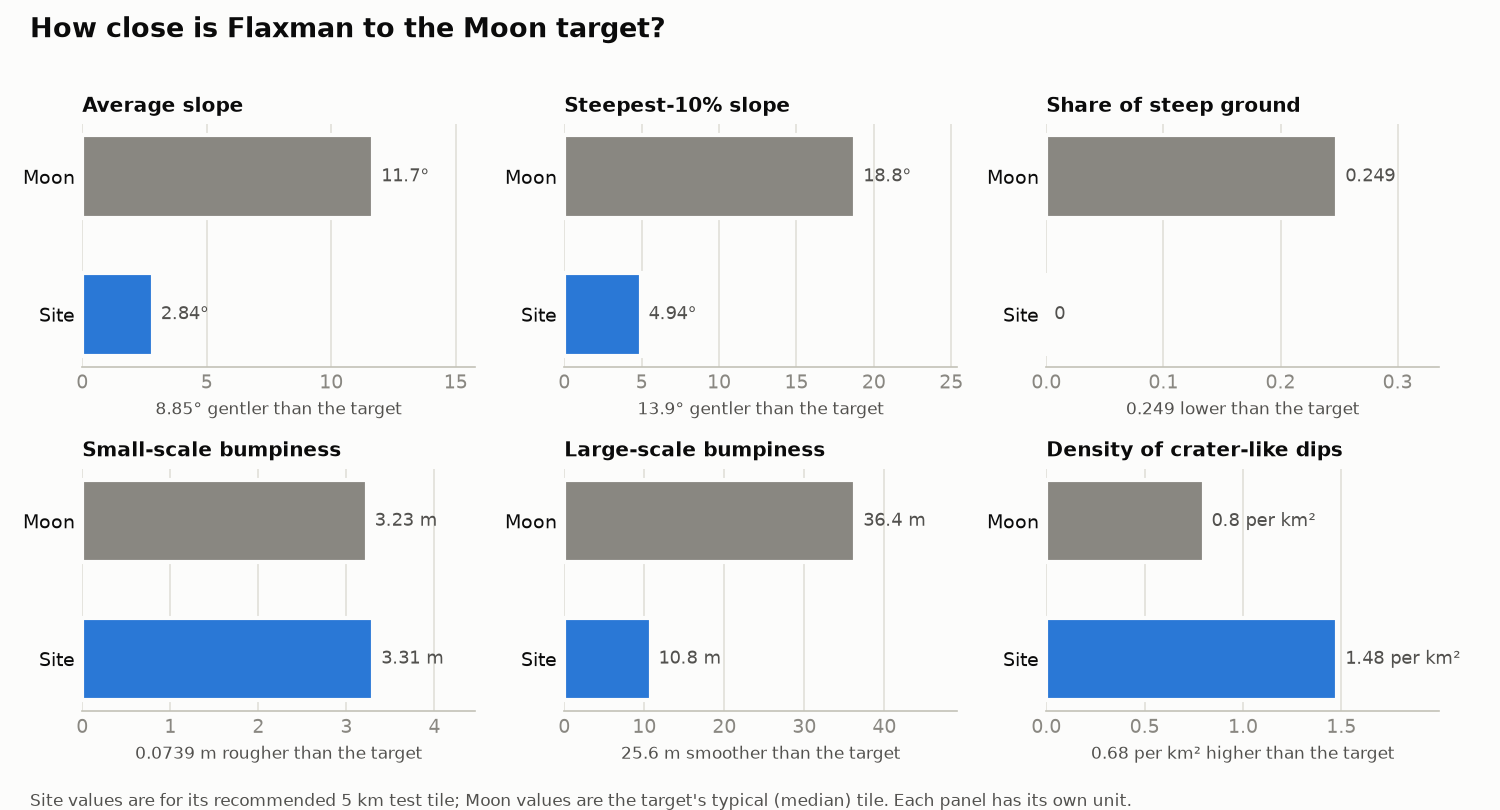 How close is Flaxman to the Moon target?
Average slope
Moon
11.7°
Site
2.84°
0 5 10 15
8.85° gentler than the target
Steepest-10% slope
Moon
18.8°
Site
4.94°
0 5 10 15 20 25
13.9° gentler than the target
Share of steep ground
Moon
0.249
Site
0
0.0 0.1 0.2 0.3
0.249 lower than the target
Small-scale bumpiness
Moon
3.23 m
Site
3.31 m
0 1 2 3 4
0.0739 m rougher than the target
Large-scale bumpiness
Moon
36.4 m
Site
10.8 m
0 10 20 30 40
25.6 m smoother than the target
Density of crater-like dips
Moon
0.8 per km²
Site
1.48 per km²
0.0 0.5 1.0 1.5
0.68 per km² higher than the target
Site values are for its recommended 5 km test tile; Moon values are the target's typical (median) tile. Each panel has its own unit.